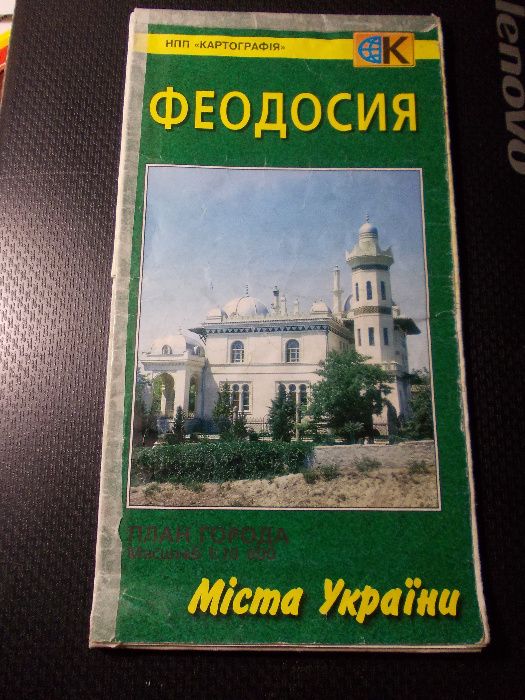 НПП «КАРТОГРАФІЯ»
К
ФЕОДОСИЯ
ПЛАН ГОРОДА
Масштаб 1:10 000
Міста України
lenovo